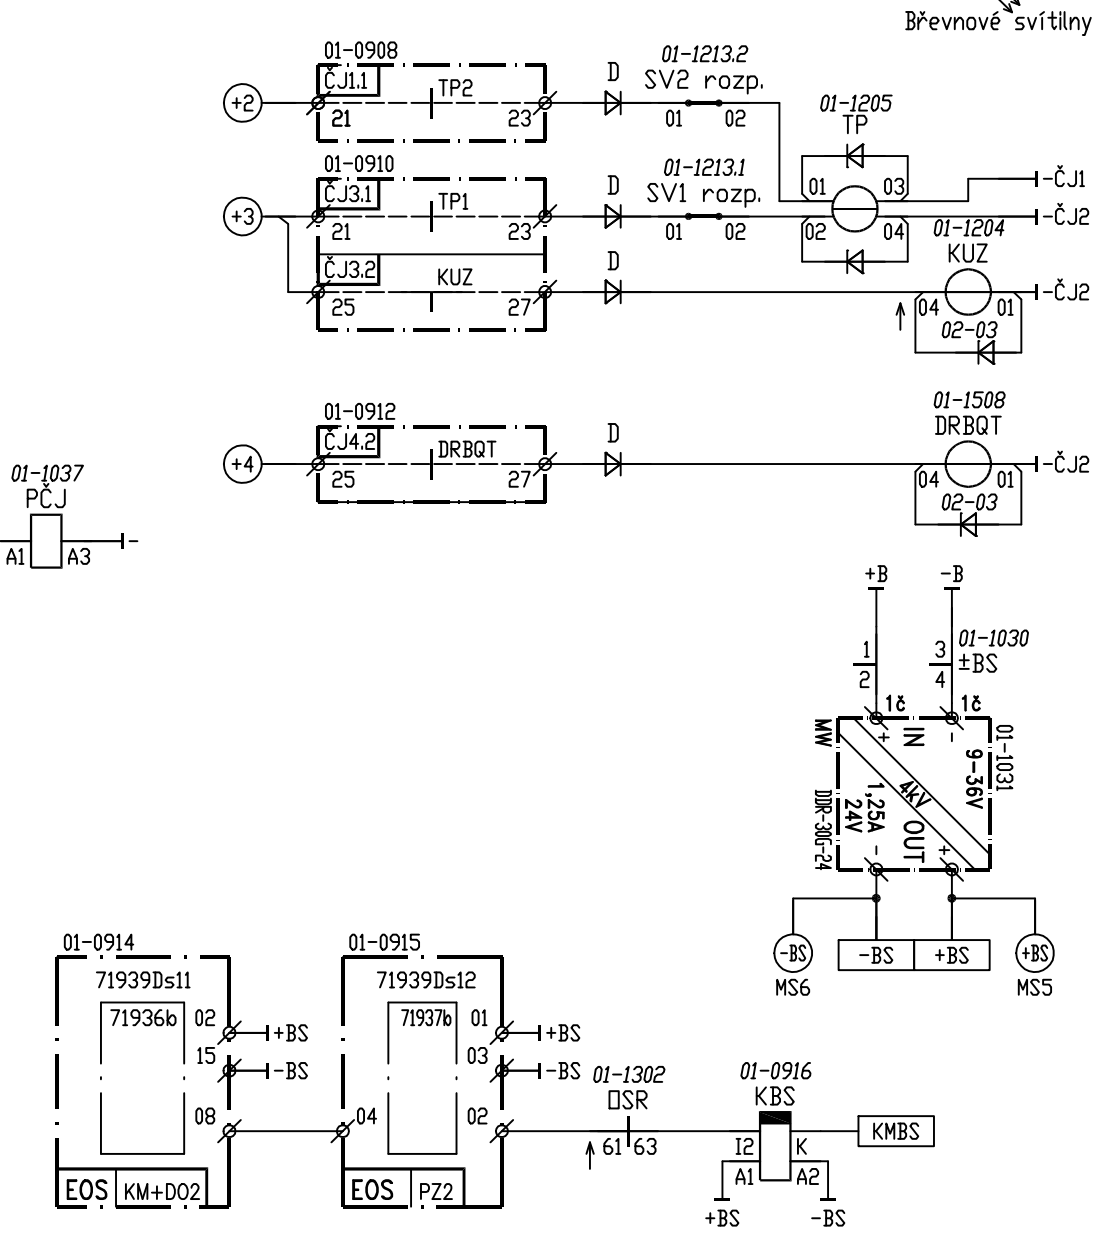 Břevnové svítilny
01-0908
ČJ1.1
TP2
+2
21
23
D
01-1213.2
SV2 rozp.
01 02
01-1205
TP
01
03
02
04
-ČJ1
-ČJ2
01-0910
ČJ3.1
TP1
+3
21
23
D
01-1213.1
SV1 rozp.
01 02
ČJ3.2
KUZ
25
27
D
01-1204
KUZ
04
01
02-03
-ČJ2
01-0912
ČJ4.2
DRBQT
+4
25
27
D
01-1508
DRBQT
04
01
02-03
-ČJ2
01-1037
PČJ
A1
A3
-
+B
-B
1
2
3
4
01-1030
±BS
1č
1č
+
-
IN
MW
01-1031
9-36V
4kV
1,25A
24V
OUT
DDR-30G-24
-
+
-BS
MS6
-BS
+BS
+BS
MS5
01-0914
71939Ds11
71936b
02
+BS
15
-BS
08
EOS
KM+DO2
01-0915
71939Ds12
71937b
01
+BS
03
-BS
04
02
EOS
PZ2
01-1302
OSR
61 63
01-0916
KBS
I2
K
A1
A2
+BS
-BS
KMBS